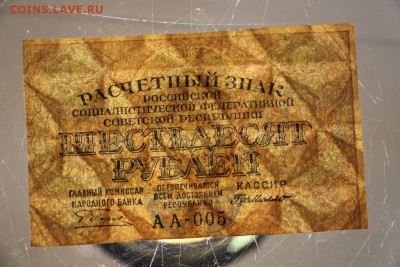 COINS.LAVE.RU
РАСЧЕТНЫЙ ЗНАК
РОССИЙСКОЙ
СОЦИАЛИСТИЧЕСКОЙ ФЕДЕРАТИВНОЙ
СОВЕТСКОЙ РЕСПУБЛИКИ
ШЕСТЬДЕСЯТ
РУБЛЕЙ
ГЛАВНЫЙ КОМИССАР
НАРОДНОГО БАНКА
ОБЕСПЕЧИВАЕТСЯ
ВСЕМ ДОСТОЯНИЕМ
РЕСПУБЛИКИ
КАССИР
АА-005